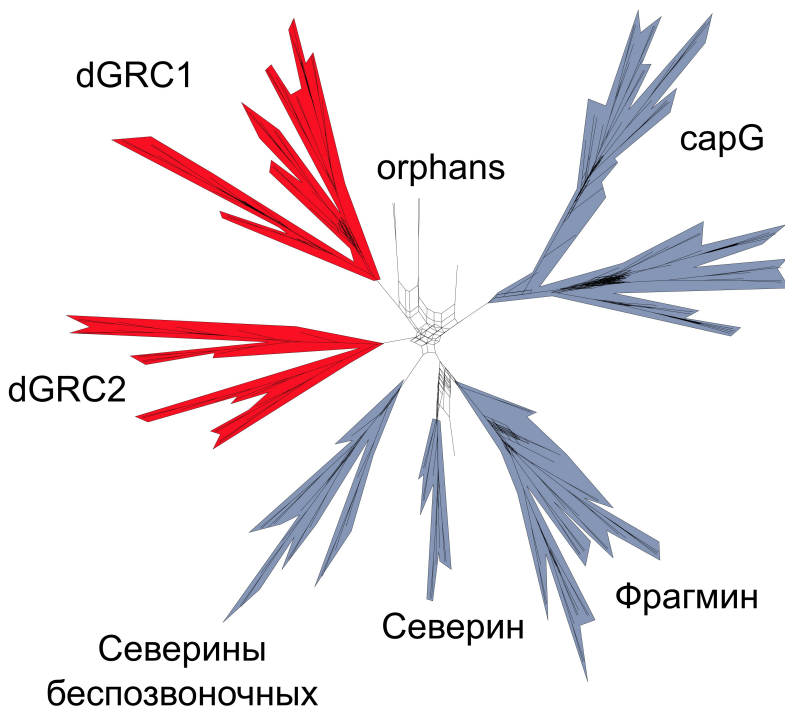 dGRC1
orphans
capG
dGRC2
Фрагмин
Северин
Северины
беспозвоночных